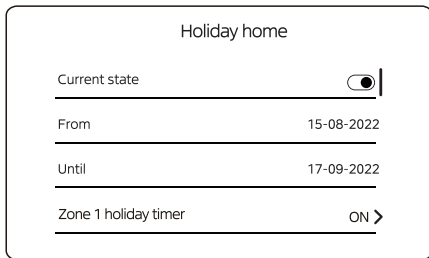 Holiday home
Current state
From 15-08-2022
Until 17-09-2022
Zone 1 holiday timer ON